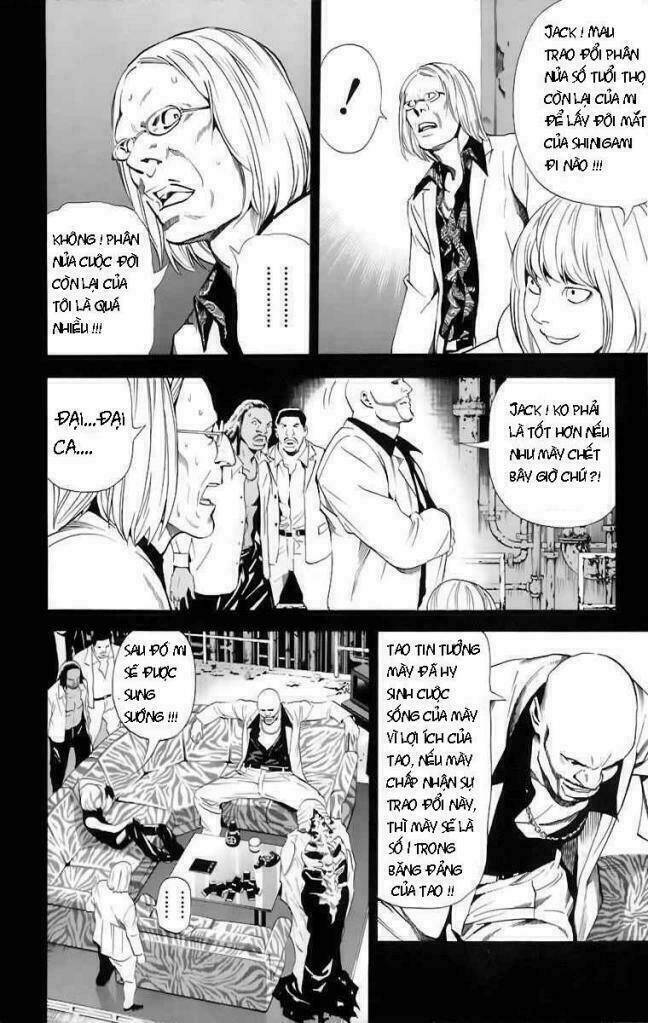 JACK! MAU
TRAO ĐỔI PHÂN
NỬA SỐ TUỔI THỌ
CÒN LẠI CỦA MI
ĐỂ LẤY ĐÔI MẮT
CỦA SHINIGAMI
ĐI NÀO !!!
!
KHÔNG! PHÂN
NỬA CUỘC ĐỜI
CÒN LẠI CỦA
TÔI LÀ QUÁ
NHIỀU !!!
........
JACK! KO PHẢI
LÀ TỐT HƠN NẾU
NHƯ MÀY CHẾT
BÂY GIỜ CHÚ ?!
ĐẠI...ĐẠI
CA....
TAO TIN TƯỞNG
MÀY ĐÃ HY
SINH CUỘC
SỐNG CỦA MÀY
VÌ LỢI ÍCH CỦA
TAO, NẾU MÀY
CHẤP NHẬN SỰ
TRAO ĐỔI NÀY,
THÌ MÀY SẼ LÀ
SỐ 1 TRONG
BĂNG ĐẢNG
CỦA TAO !!
SAU ĐÓ MI
SẼ ĐƯỢC
SUNG
SƯỚNG !!!
......